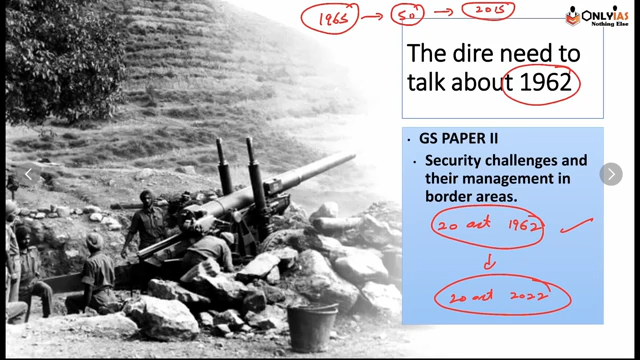 1965 → 50 → 2015
ONLYIAS
Nothing Else
The dire need to
talk about 1962
GS PAPER II
Security challenges and
their management in
border areas.
20 oct 1962
20 oct 2022